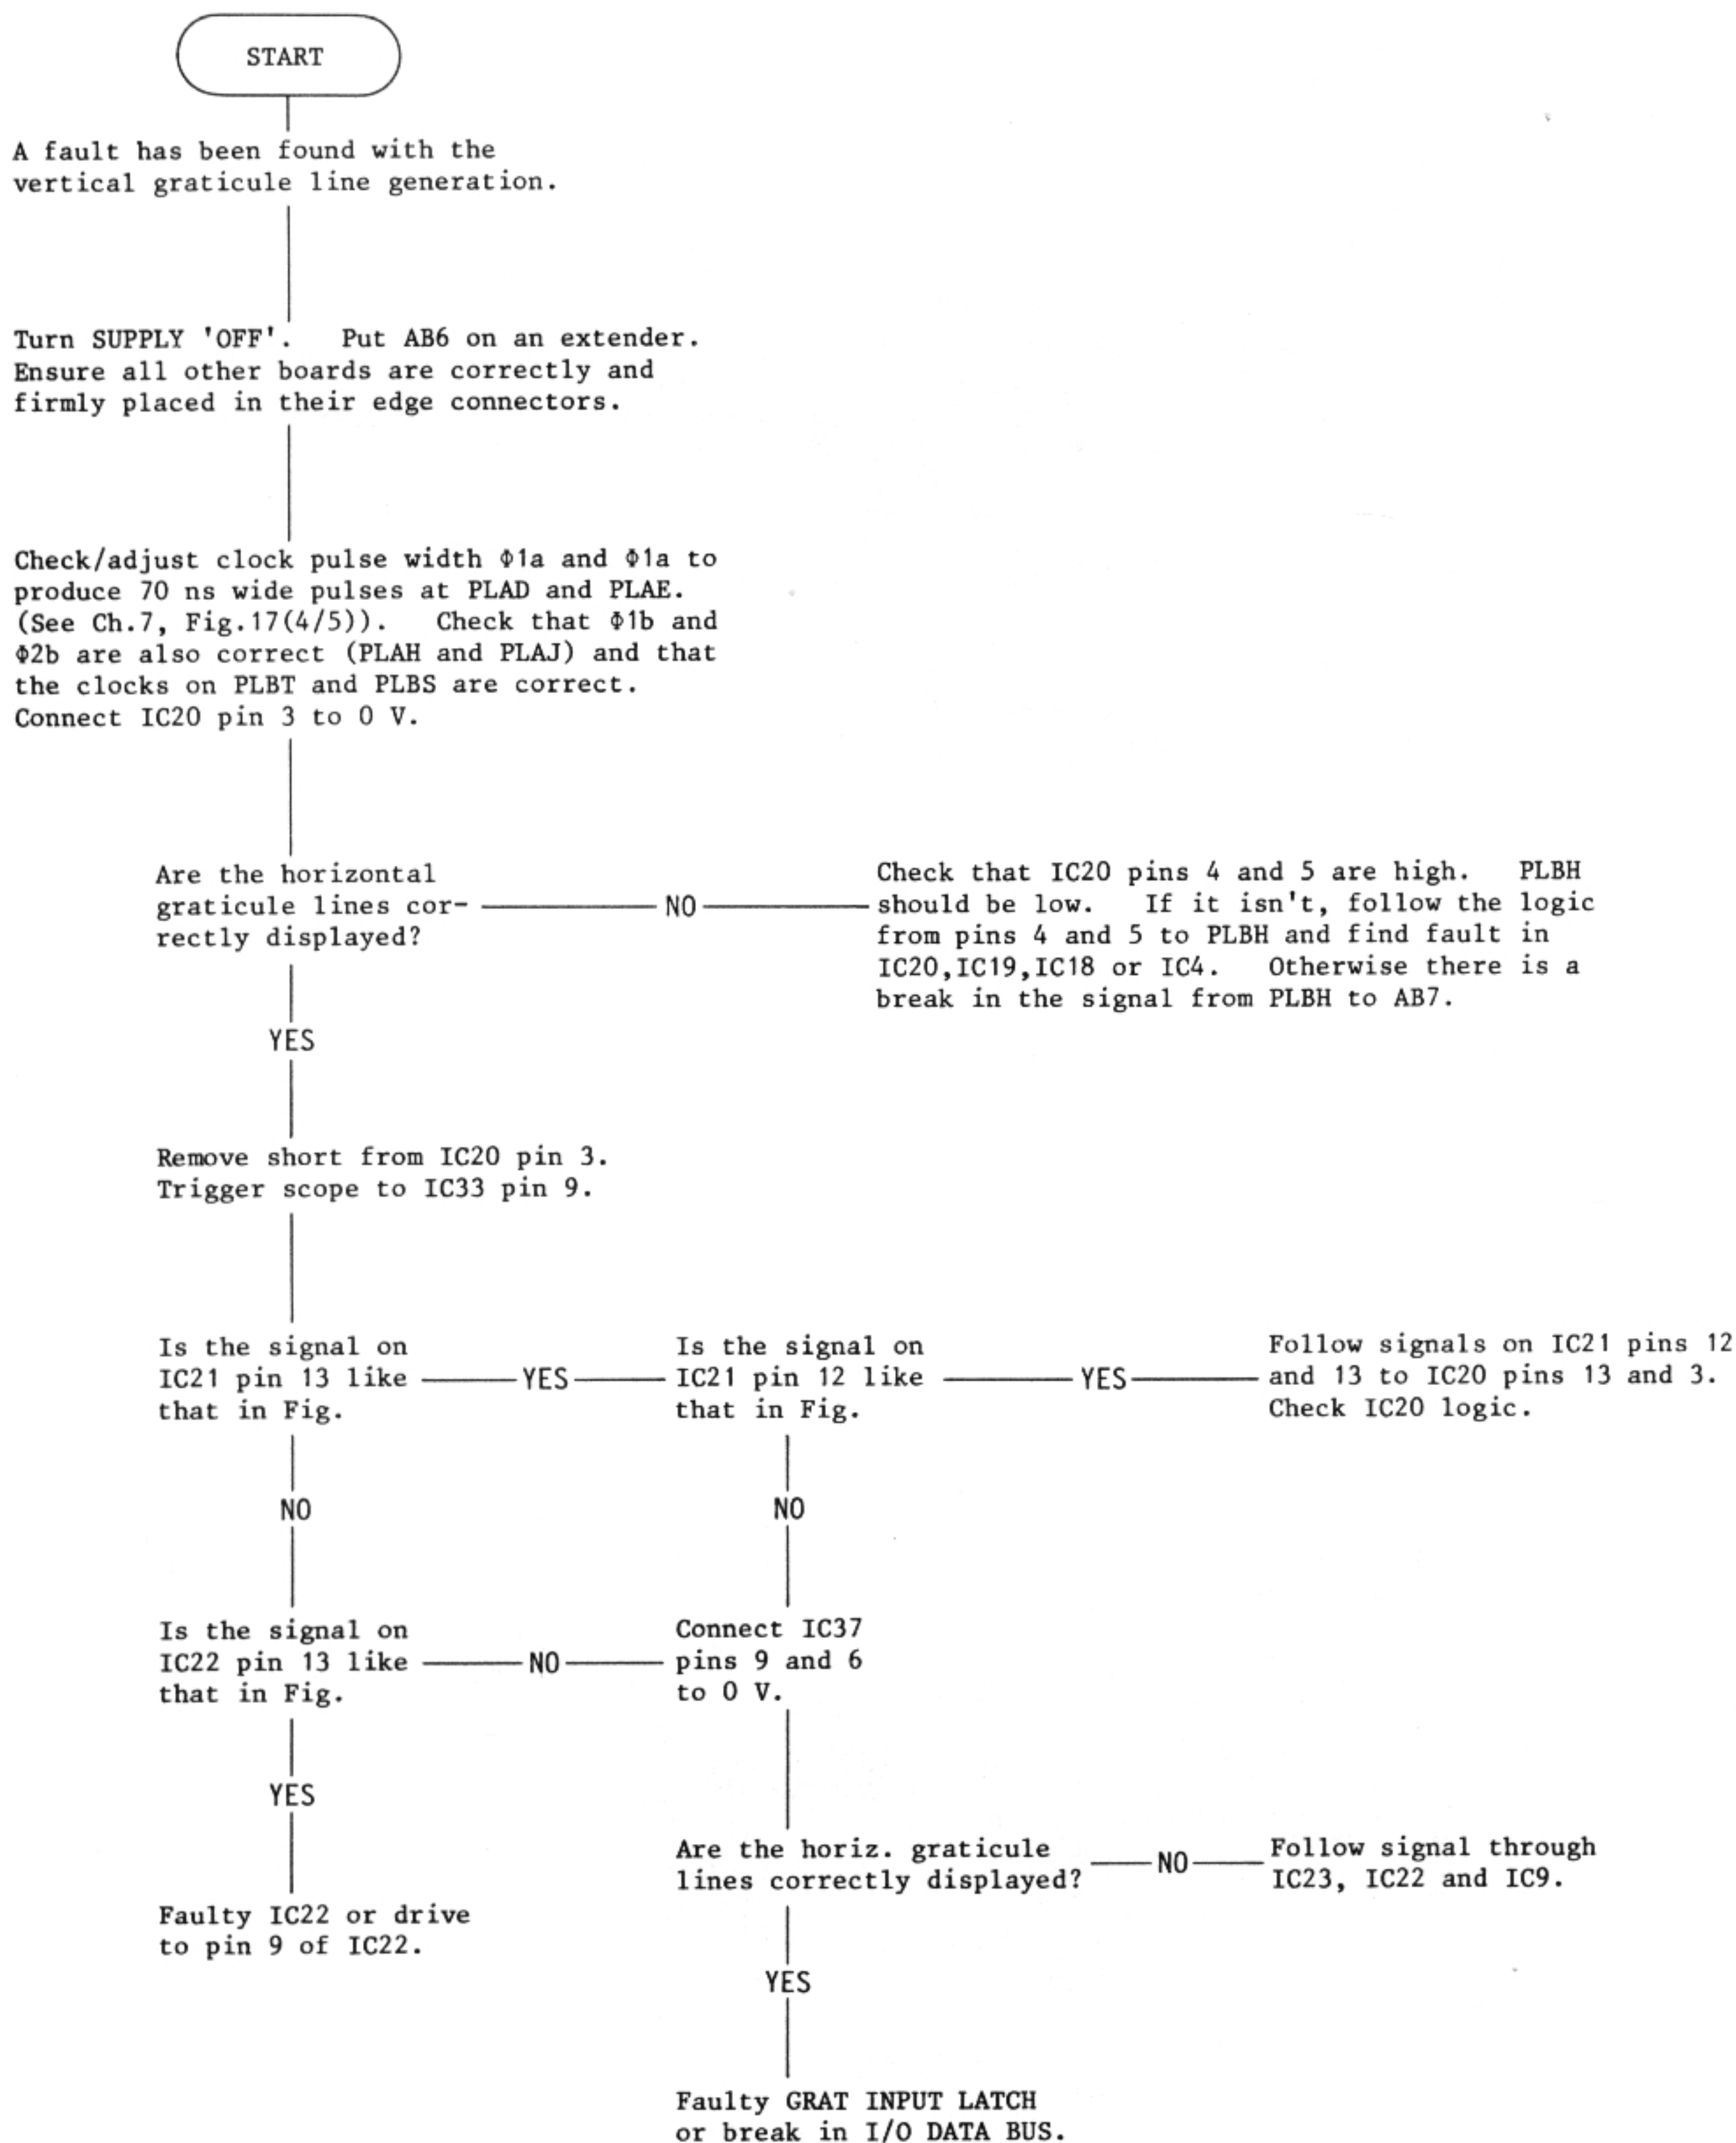 START
A fault has been found with the
vertical graticule line generation.
Turn SUPPLY 'OFF'. Put AB6 on an extender.
Ensure all other boards are correctly and
firmly placed in their edge connectors.
Check/adjust clock pulse width Φ1a and Φ1a to
produce 70 ns wide pulses at PLAD and PLAE.
(See Ch.7, Fig.17(4/5)). Check that Φ1b and
Φ2b are also correct (PLAH and PLAJ) and that
the clocks on PLBT and PLBS are correct.
Connect IC20 pin 3 to 0 V.
Are the horizontal
graticule lines cor-
rectly displayed?
NO
Check that IC20 pins 4 and 5 are high. PLBH
should be low. If it isn't, follow the logic
from pins 4 and 5 to PLBH and find fault in
IC20,IC19,IC18 or IC4. Otherwise there is a
break in the signal from PLBH to AB7.
YES
Remove short from IC20 pin 3.
Trigger scope to IC33 pin 9.
Is the signal on
IC21 pin 13 like
that in Fig.
YES
Is the signal on
IC21 pin 12 like
that in Fig.
YES
Follow signals on IC21 pins 12
and 13 to IC20 pins 13 and 3.
Check IC20 logic.
NO
NO
Is the signal on
IC22 pin 13 like
that in Fig.
NO
Connect IC37
pins 9 and 6
to 0 V.
YES
Are the horiz. graticule
lines correctly displayed?
NO
Follow signal through
IC23, IC22 and IC9.
Faulty IC22 or drive
to pin 9 of IC22.
YES
Faulty GRAT INPUT LATCH
or break in I/O DATA BUS.